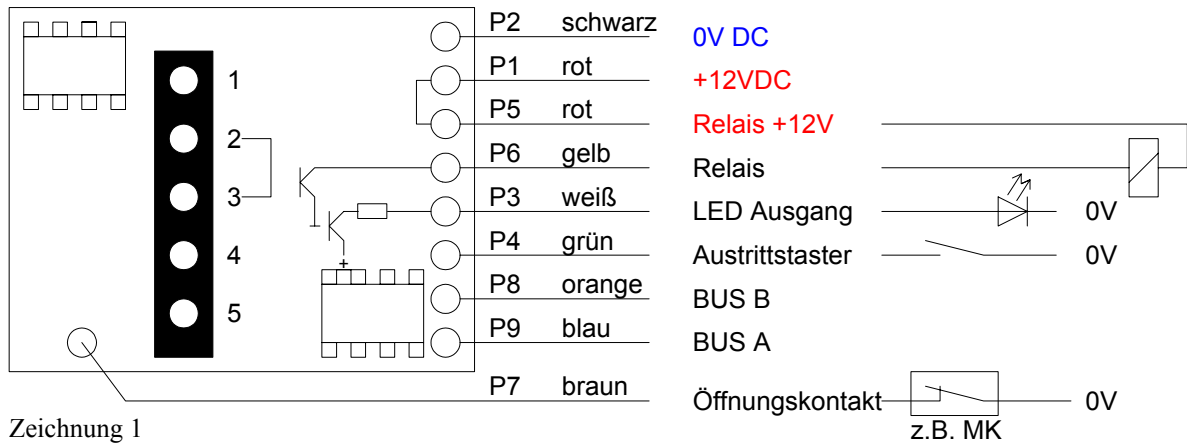 P2 schwarz 0V DC
1 P1 rot +12VDC
2 P5 rot Relais +12V
3 P6 gelb Relais
P3 weiß LED Ausgang 0V
4 P4 grün Austrittstaster 0V
+
5 P8 orange BUS B
P9 blau BUS A
P7 braun Öffnungskontakt 0V
z.B. MK
Zeichnung 1